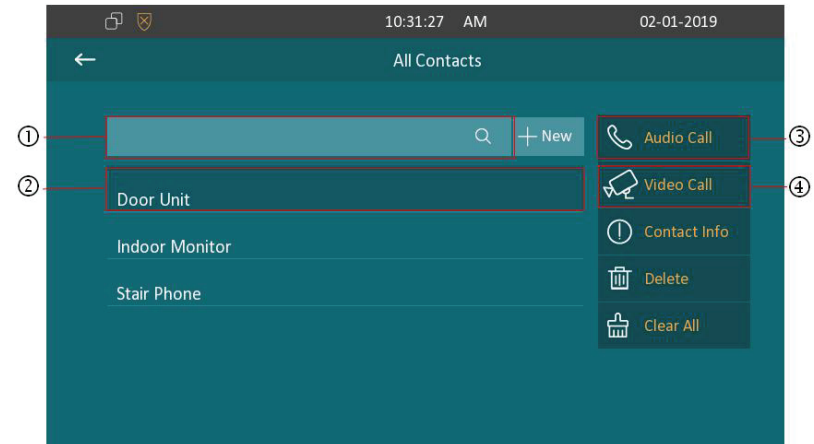 10:31:27 AM 02-01-2019
All Contacts
① + New Audio Call ③
② Door Unit Video Call ④
Indoor Monitor Contact Info
Stair Phone Delete
Clear All